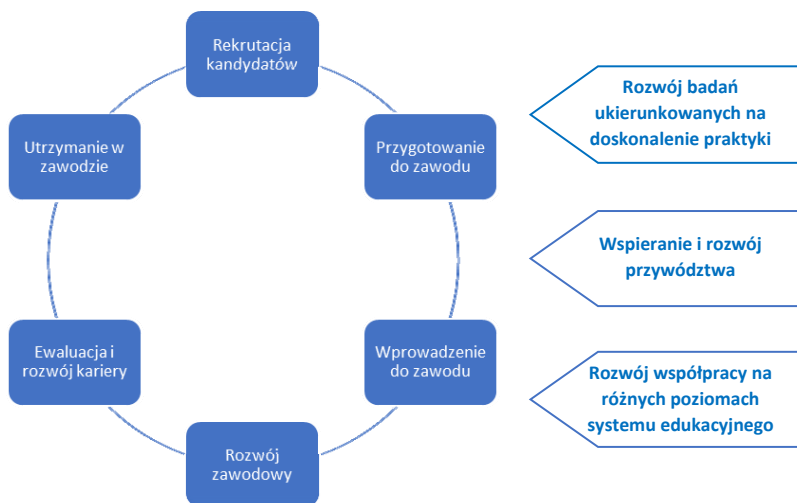 Rekrutacja
kandydatów
Przygotowanie
do zawodu
Wprowadzenie
do zawodu
Rozwój
zawodowy
Ewaluacja i
rozwój kariery
Utrzymanie w
zawodzie
Rozwój badań
ukierunkowanych na
doskonalenie praktyki
Wspieranie i rozwój
przywództwa
Rozwój współpracy na
różnych poziomach
systemu edukacyjnego